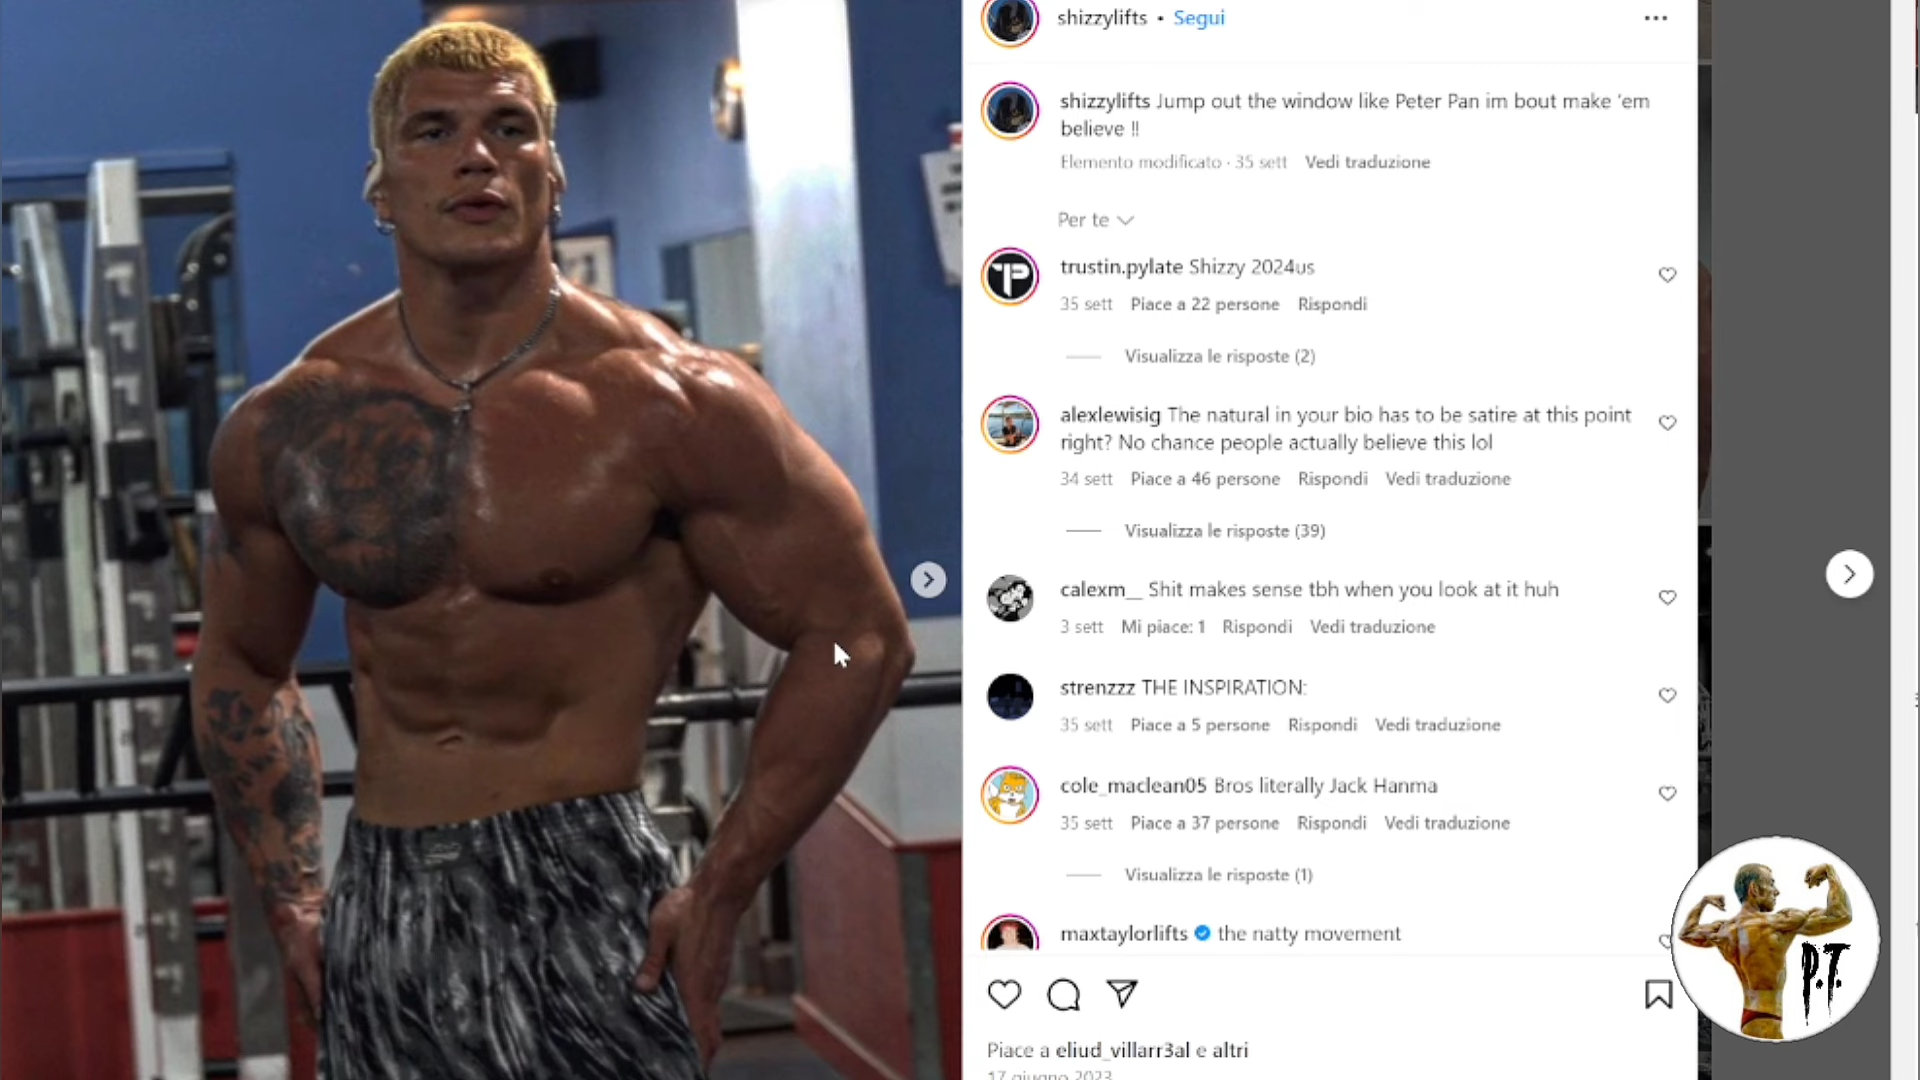 shizzylifts • Segui
shizzylifts Jump out the window like Peter Pan im bout make 'em
believe !!
Elemento modificato · 35 sett Vedi traduzione
Per te
trustin.pylate Shizzy 2024us
35 sett Piace a 22 persone Rispondi
Visualizza le risposte (2)
alexlewisig The natural in your bio has to be satire at this point
right? No chance people actually believe this lol
34 sett Piace a 46 persone Rispondi Vedi traduzione
Visualizza le risposte (39)
calexm__ Shit makes sense tbh when you look at it huh
3 sett Mi piace: 1 Rispondi Vedi traduzione
strenzzz THE INSPIRATION:
35 sett Piace a 5 persone Rispondi Vedi traduzione
cole_maclean05 Bros literally Jack Hanma
35 sett Piace a 37 persone Rispondi Vedi traduzione
Visualizza le risposte (1)
maxtaylorlifts the natty movement
P.T.
Piace a eliud_villarr3al e altri
17 giugno 2023